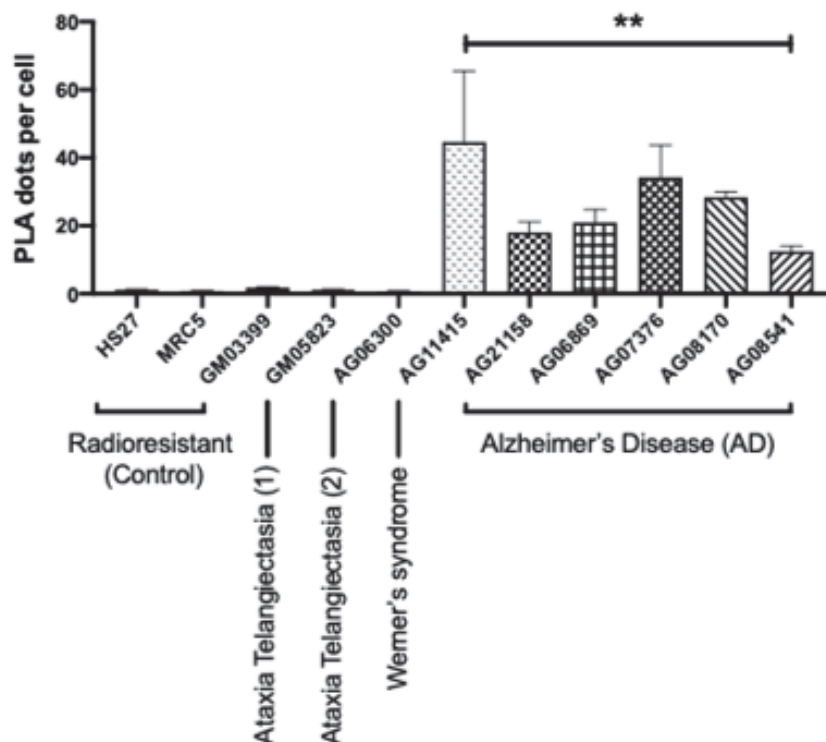 PLA dots per cell
80
60
40
20
0
**
HS27
MRC5
GM03399
GM05823
AG06300
AG11415
AG21158
AG06869
AG07376
AG08170
AG08541
Radioresistant
(Control)
Ataxia Telangiectasia (1)
Ataxia Telangiectasia (2)
Werner's syndrome
Alzheimer's Disease (AD)